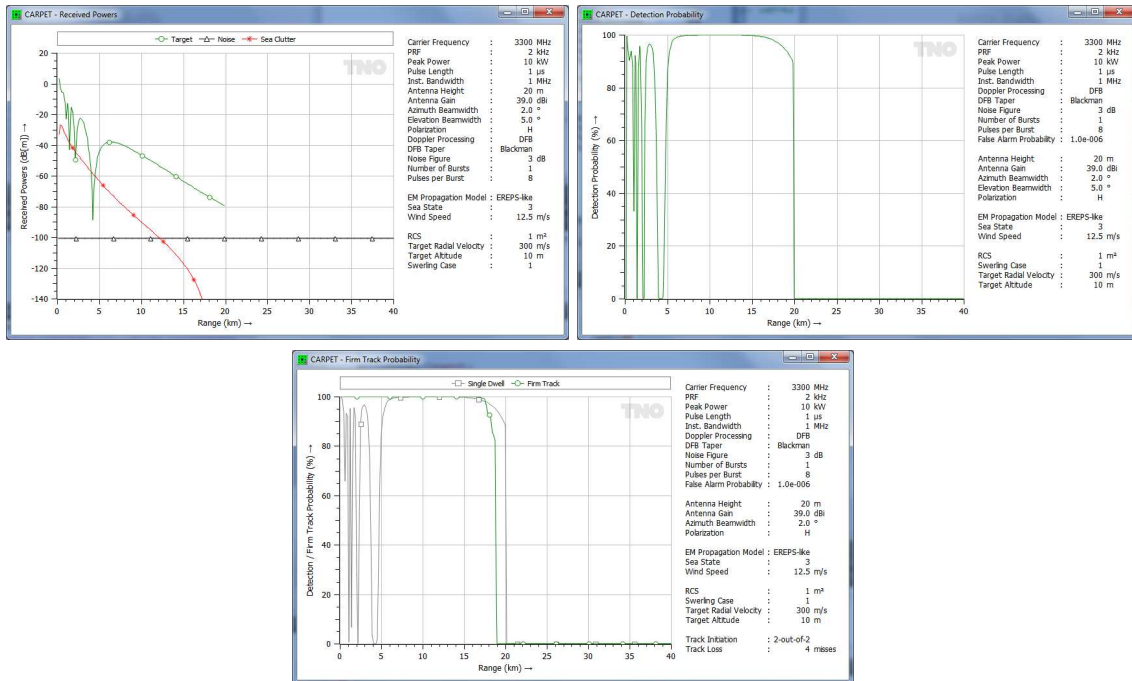 CARPET - Received Powers
Target Noise Sea Clutter
TNO
20
0
-20
-40
-60
-80
-100
-120
-140
Received Powers (dB[m]) →
0 5 10 15 20 25 30 35 40
Range (km) →
Carrier Frequency : 3300 MHz
PRF : 2 kHz
Peak Power : 10 kW
Pulse Length : 1 µs
Inst. Bandwidth : 1 MHz
Antenna Height : 20 m
Antenna Gain : 39.0 dBi
Azimuth Beamwidth : 2.0 °
Elevation Beamwidth : 5.0 °
Polarization : H
Doppler Processing : DFB
DFB Taper : Blackman
Noise Figure : 3 dB
Number of Bursts : 1
Pulses per Burst : 8
EM Propagation Model : EREPS-like
Sea State : 3
Wind Speed : 12.5 m/s
RCS : 1 m²
Target Radial Velocity : 300 m/s
Target Altitude : 10 m
Swerling Case : 1
CARPET - Detection Probability
TNO
100
80
60
40
20
0
Detection Probability (%) →
0 5 10 15 20 25 30 35 40
Range (km) →
Carrier Frequency : 3300 MHz
PRF : 2 kHz
Peak Power : 10 kW
Pulse Length : 1 µs
Inst. Bandwidth : 1 MHz
Doppler Processing : DFB
DFB Taper : Blackman
Noise Figure : 3 dB
Number of Bursts : 1
Pulses per Burst : 8
False Alarm Probability : 1.0e-006
Antenna Height : 20 m
Antenna Gain : 39.0 dBi
Azimuth Beamwidth : 2.0 °
Elevation Beamwidth : 5.0 °
Polarization : H
EM Propagation Model : EREPS-like
Sea State : 3
Wind Speed : 12.5 m/s
RCS : 1 m²
Swerling Case : 1
Target Radial Velocity : 300 m/s
Target Altitude : 10 m
CARPET - Firm Track Probability
Single Dwell Firm Track
TNO
100
80
60
40
20
0
Detection / Firm Track Probability (%) →
0 5 10 15 20 25 30 35 40
Range (km) →
Carrier Frequency : 3300 MHz
PRF : 2 kHz
Peak Power : 10 kW
Pulse Length : 1 µs
Inst. Bandwidth : 1 MHz
Doppler Processing : DFB
DFB Taper : Blackman
Noise Figure : 3 dB
Number of Bursts : 1
Pulses per Burst : 8
False Alarm Probability : 1.0e-006
Antenna Height : 20 m
Antenna Gain : 39.0 dBi
Azimuth Beamwidth : 2.0 °
Polarization : H
EM Propagation Model : EREPS-like
Sea State : 3
Wind Speed : 12.5 m/s
RCS : 1 m²
Swerling Case : 1
Target Radial Velocity : 300 m/s
Target Altitude : 10 m
Track Initiation : 2-out-of-2
Track Loss : 4 misses